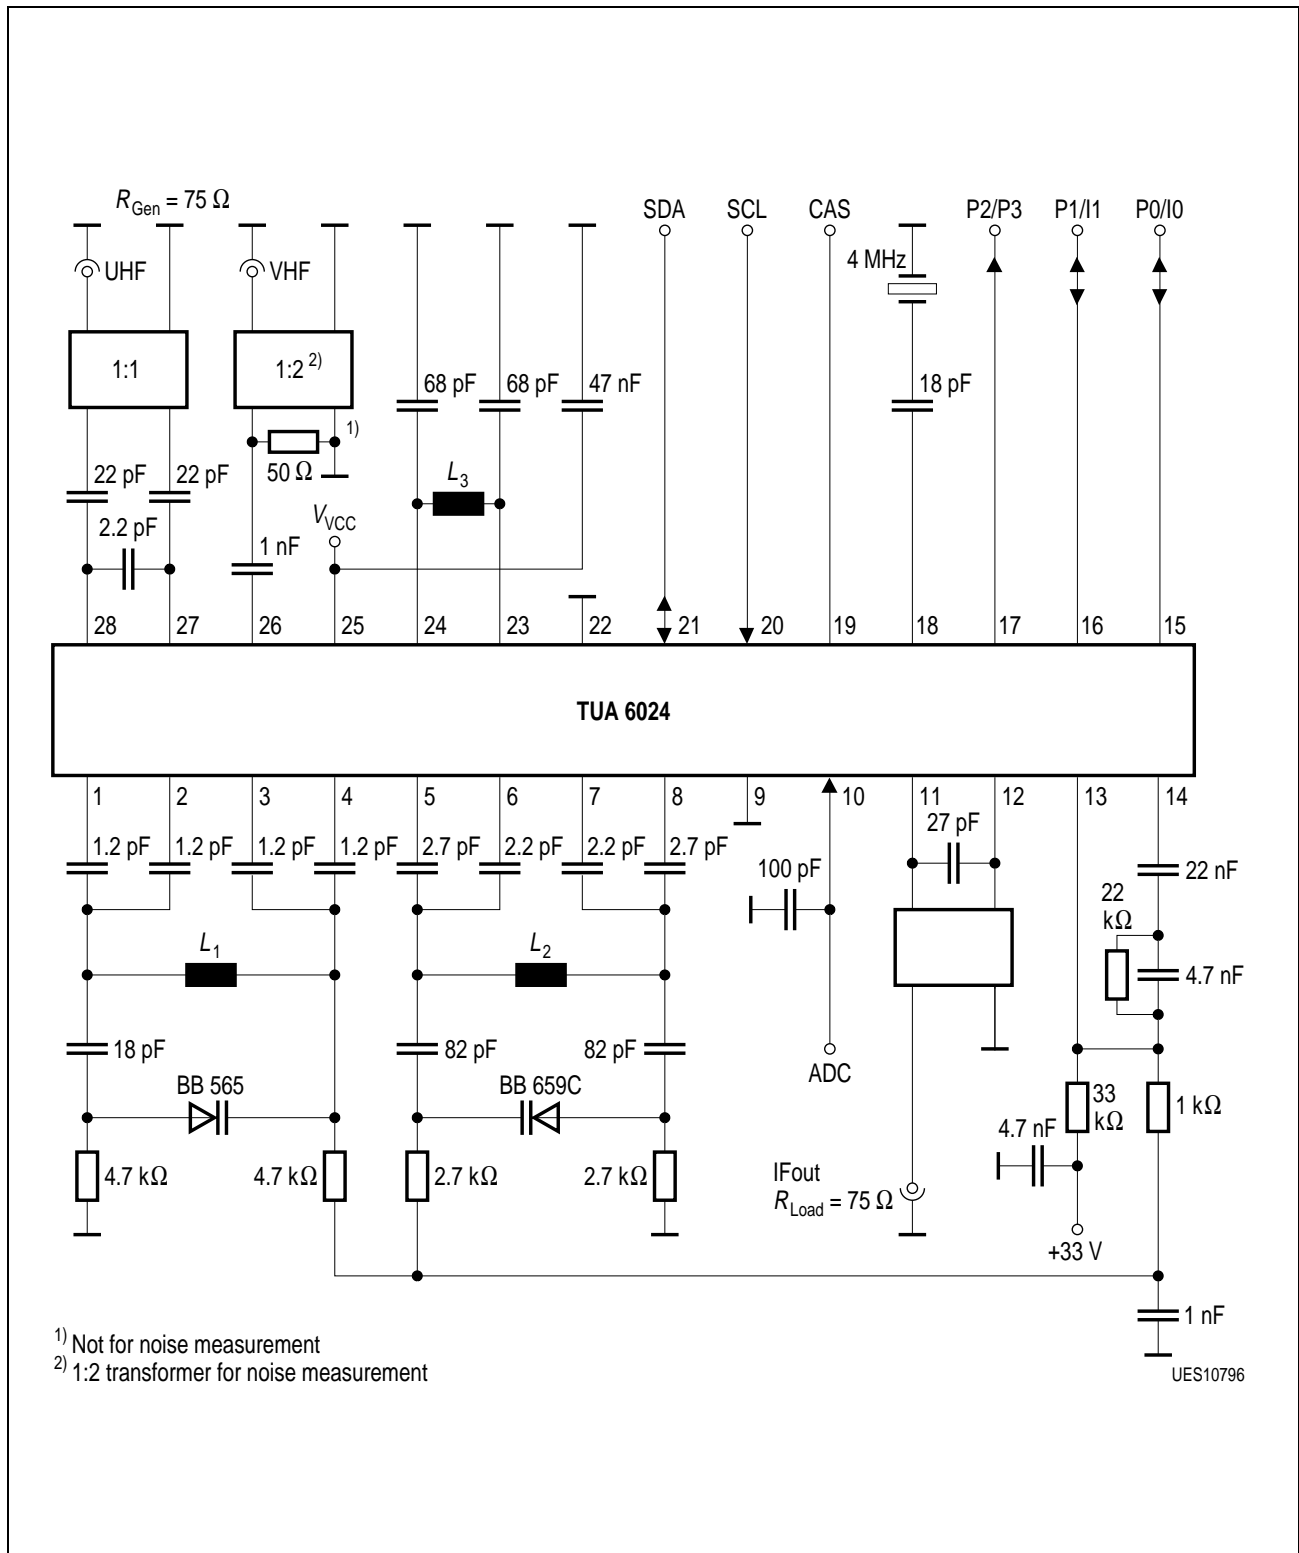 R Gen = 75 Ω
SDA SCL CAS P2/P3 P1/I1 P0/I0
UHF VHF 4 MHz
1:1 1:2 2)
68 pF 68 pF 47 nF 18 pF
1)
50 Ω
22 pF 22 pF L3
2.2 pF VVCC
1 nF
28 27 26 25 24 23 22 21 20 19 18 17 16 15
TUA 6024
1 2 3 4 5 6 7 8 9 10 11 12 13 14
1.2 pF 1.2 pF 1.2 pF 1.2 pF 2.7 pF 2.2 pF 2.2 pF 2.7 pF 27 pF
100 pF 22 nF
22
kΩ
L1 L2
4.7 nF
18 pF 82 pF 82 pF
ADC
BB 565 BB 659C
33
kΩ
1 kΩ
4.7 nF
4.7 kΩ 4.7 kΩ 2.7 kΩ 2.7 kΩ
IFout
RLoad = 75 Ω
+33 V
1 nF
1) Not for noise measurement
2) 1:2 transformer for noise measurement
UES10796